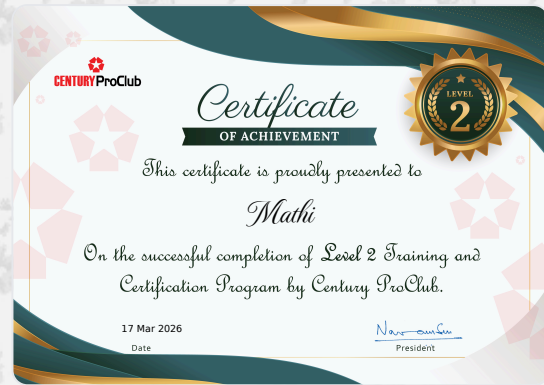 CENTURY ProClub
Certificate
OF ACHIEVEMENT
LEVEL
2
This certificate is proudly presented to
Mathi
On the successful completion of Level 2 Training and
Certification Program by Century ProClub.
17 Mar 2026
Date
President